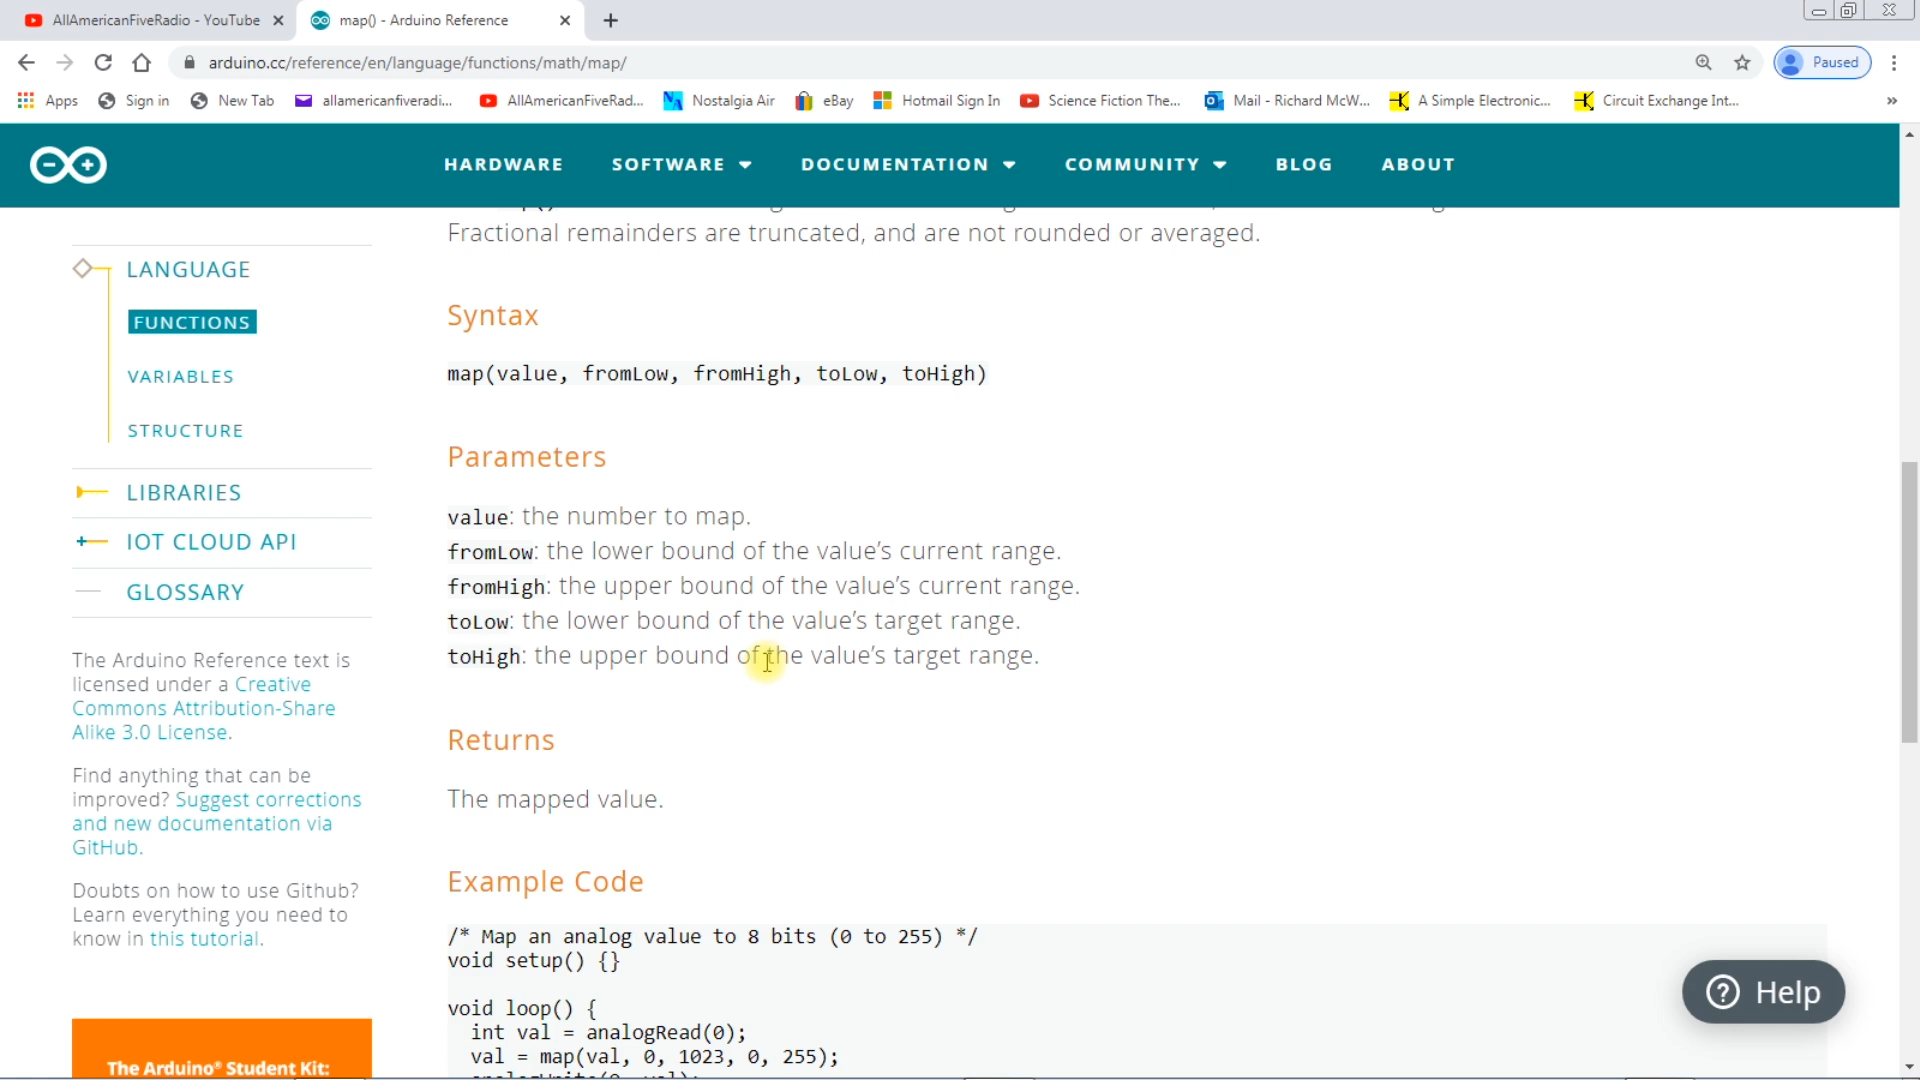 AllAmericanFiveRadio - YouTube
map() - Arduino Reference
arduino.cc/reference/en/language/functions/math/map/
Paused
Apps
Sign in
New Tab
allamericanfiveradi...
AllAmericanFiveRad...
Nostalgia Air
eBay
Hotmail Sign In
Science Fiction The...
Mail - Richard McW...
A Simple Electronic...
Circuit Exchange Int...
»
HARDWARE
SOFTWARE
DOCUMENTATION
COMMUNITY
BLOG
ABOUT
LANGUAGE
FUNCTIONS
VARIABLES
STRUCTURE
LIBRARIES
IOT CLOUD API
GLOSSARY
The Arduino Reference text is
licensed under a Creative
Commons Attribution-Share
Alike 3.0 License.
Find anything that can be
improved? Suggest corrections
and new documentation via
GitHub.
Doubts on how to use Github?
Learn everything you need to
know in this tutorial.
The Arduino® Student Kit:
Fractional remainders are truncated, and are not rounded or averaged.
Syntax
map(value, fromLow, fromHigh, toLow, toHigh)
Parameters
value: the number to map.
fromLow: the lower bound of the value’s current range.
fromHigh: the upper bound of the value’s current range.
toLow: the lower bound of the value’s target range.
toHigh: the upper bound of the value’s target range.
Returns
The mapped value.
Example Code
/* Map an analog value to 8 bits (0 to 255) */
void setup() {}
void loop() {
int val = analogRead(0);
val = map(val, 0, 1023, 0, 255);
Help